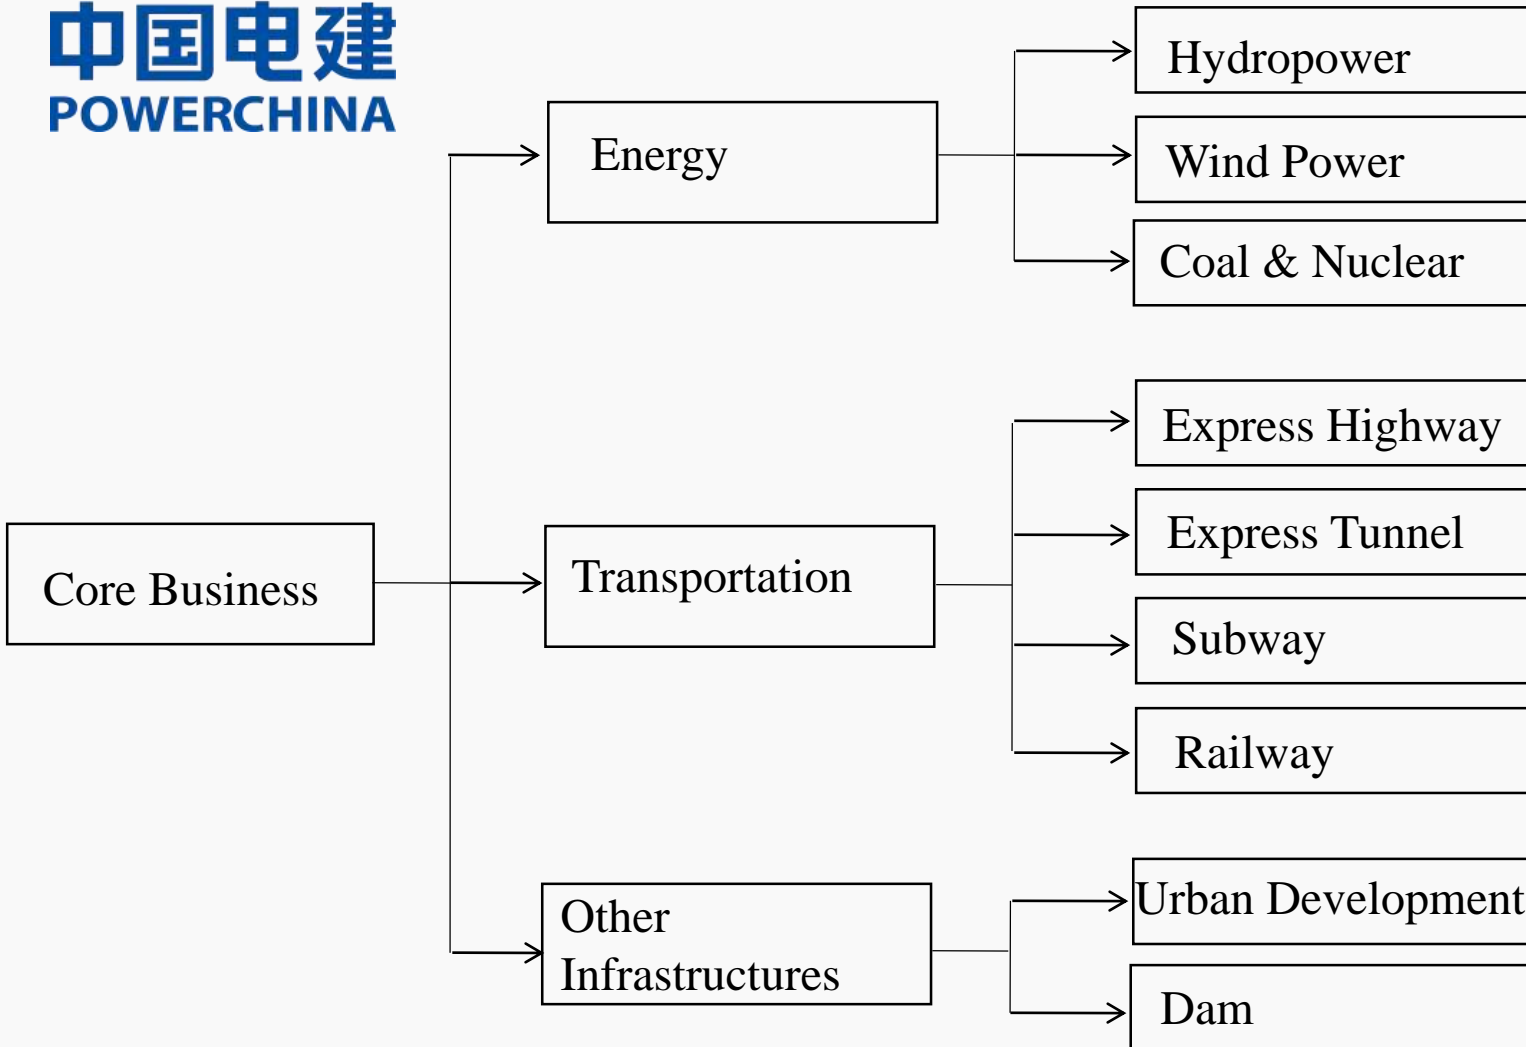 中国电建
POWERCHINA
Core Business
Energy
Hydropower
Wind Power
Coal & Nuclear
Transportation
Express Highway
Express Tunnel
Subway
Railway
Other
Infrastructures
Urban Development
Dam